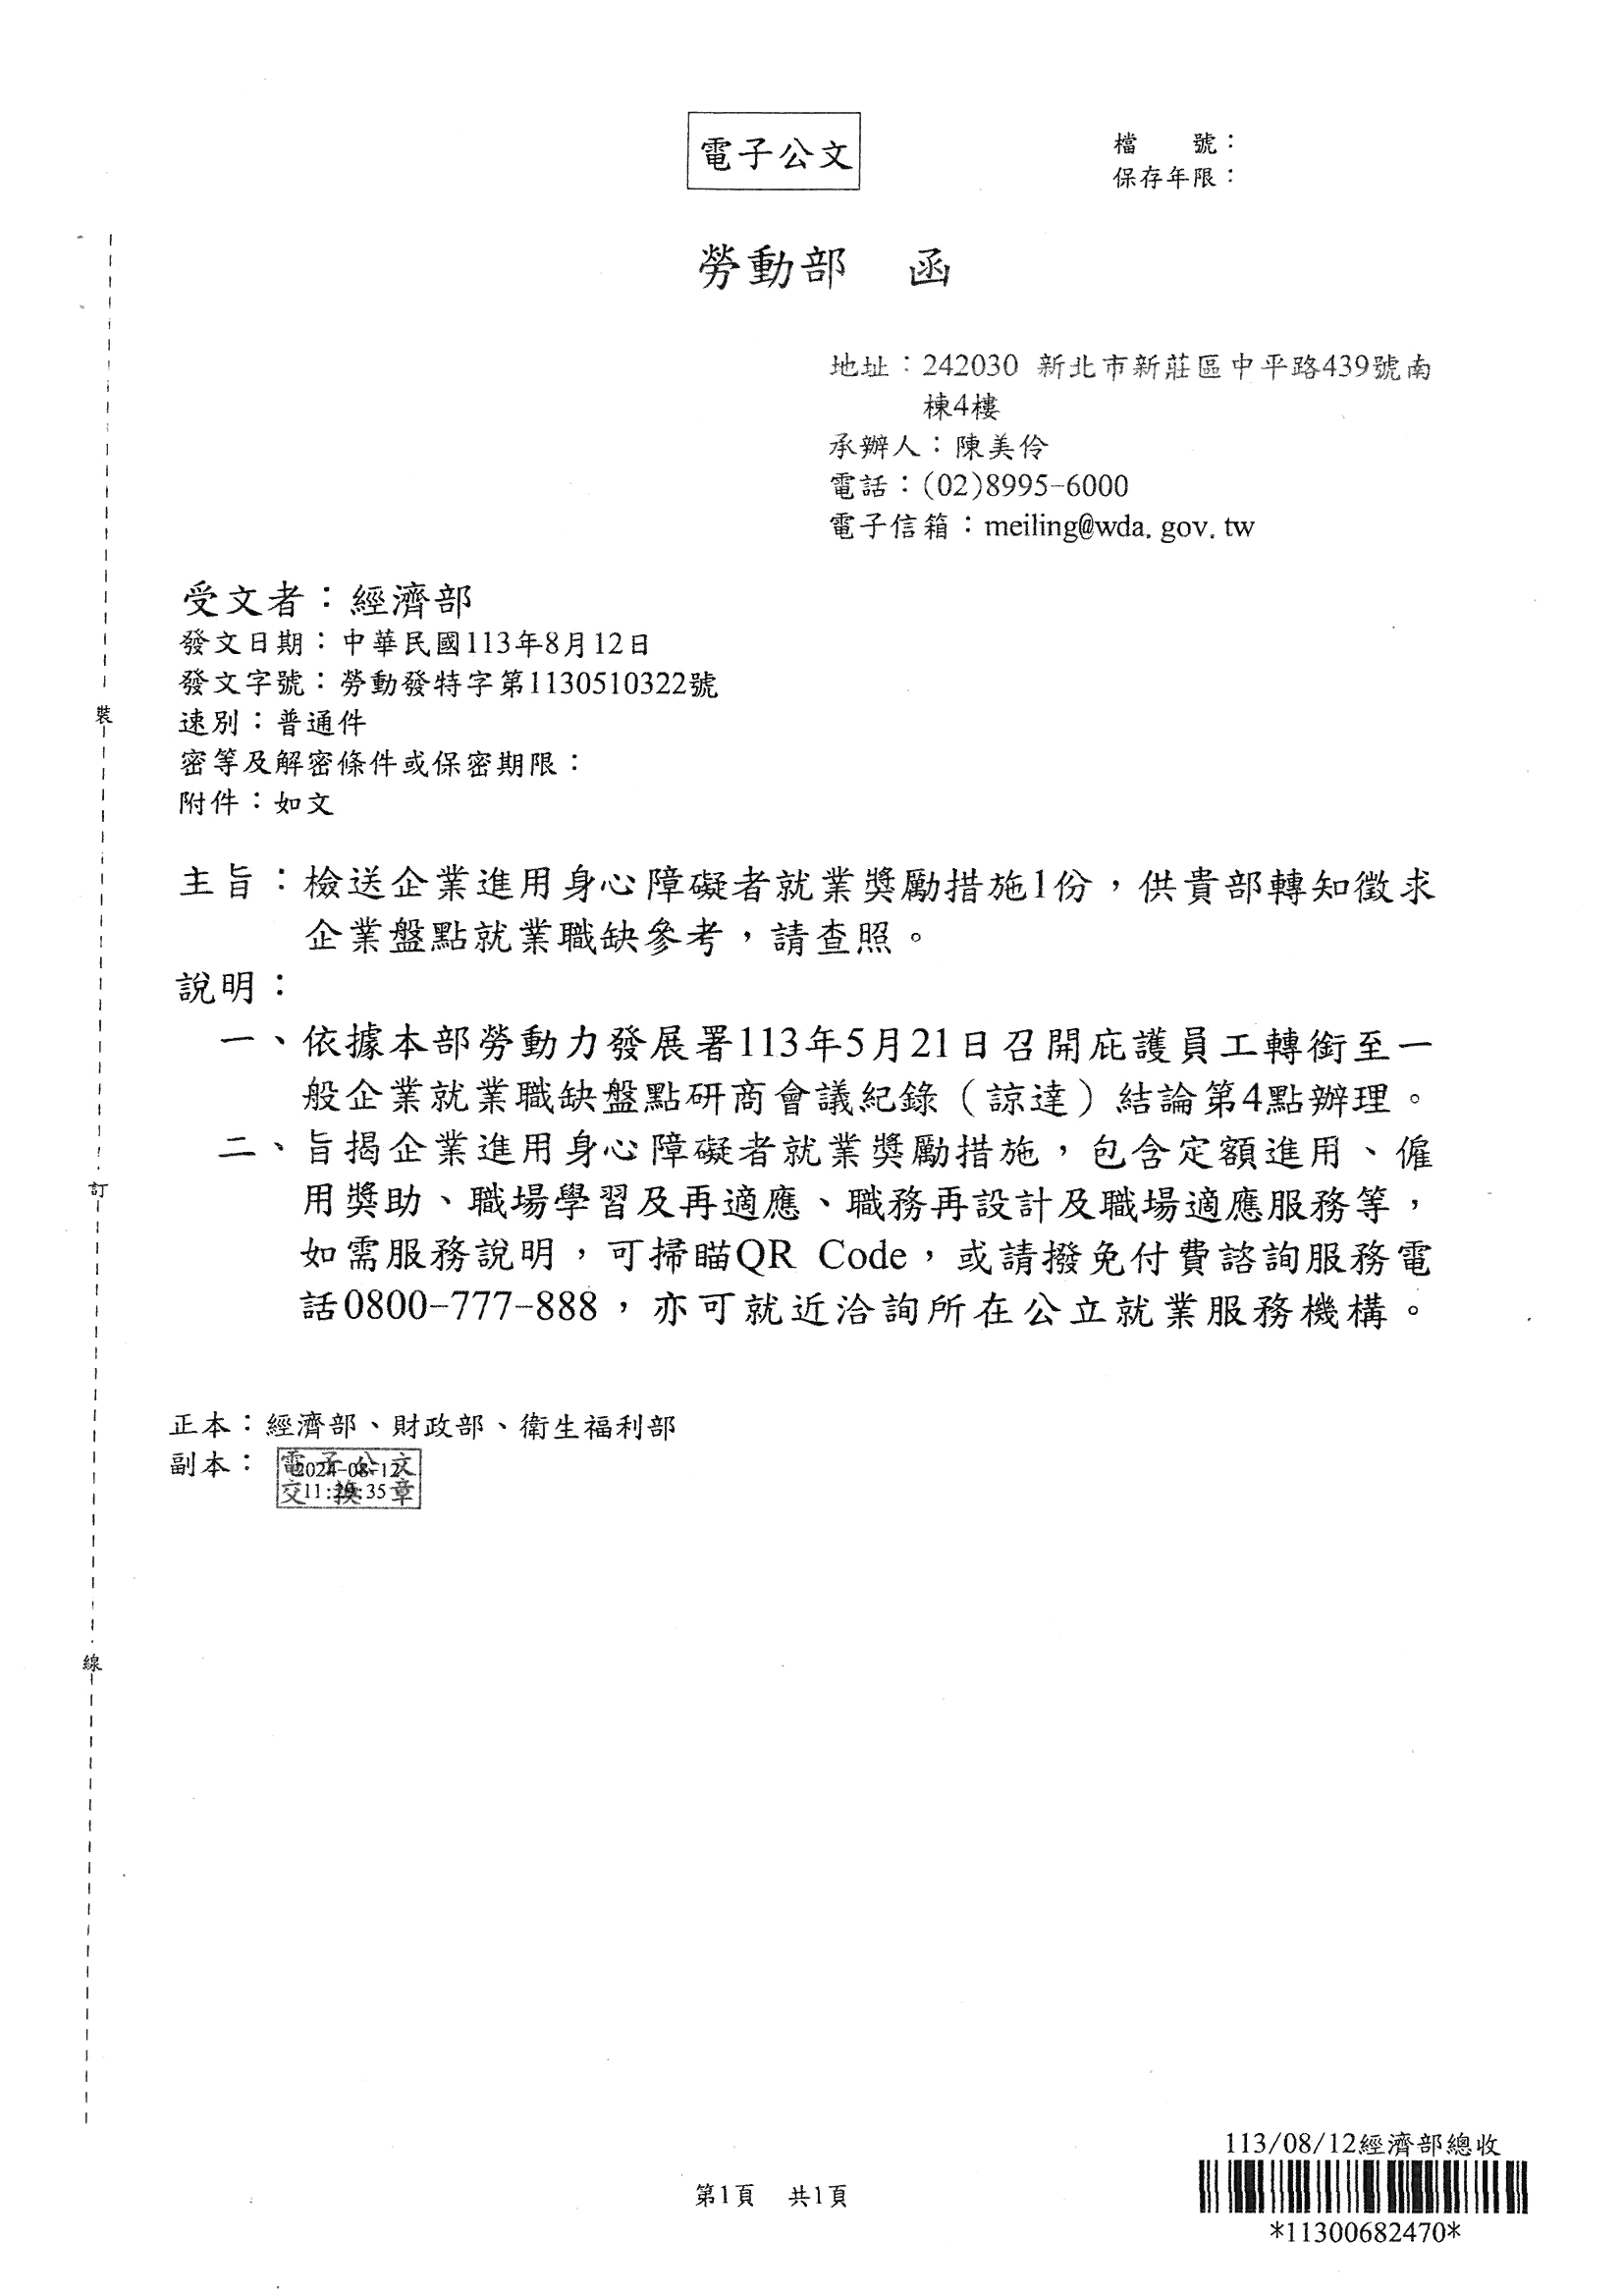 電子公文
檔　　號：
保存年限：
勞動部　函
地址：242030 新北市新莊區中平路439號南
棟4樓
承辦人：陳美伶
電話：(02)8995-6000
電子信箱：meiling@wda.gov.tw
受文者：經濟部
發文日期：中華民國113年8月12日
發文字號：勞動發特字第1130510322號
速別：普通件
密等及解密條件或保密期限：
附件：如文
主旨：檢送企業進用身心障礙者就業獎勵措施1份，供貴部轉知徵求
企業盤點就業職缺參考，請查照。
說明：
一、依據本部勞動力發展署113年5月21日召開庇護員工轉銜至一
般企業就業職缺盤點研商會議紀錄（諒達）結論第4點辦理。
二、旨揭企業進用身心障礙者就業獎勵措施，包含定額進用、僱
用獎助、職場學習及再適應、職務再設計及職場適應服務等，
如需服務說明，可掃瞄QR Code，或請撥免付費諮詢服務電
話0800-777-888，亦可就近洽詢所在公立就業服務機構。
正本：經濟部、財政部、衛生福利部
副本：
電子公文
2024-08-12
交換章
11:29:35
裝
訂
線
第1頁　共1頁
113/08/12經濟部總收
*11300682470*